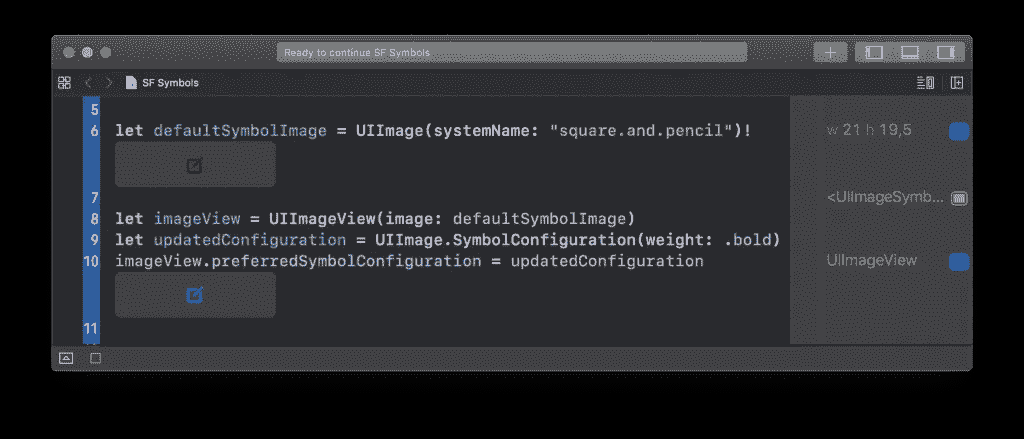 Ready to continue SF Symbols
SF Symbols
5
6 let defaultSymbolImage = UIImage(systemName: "square.and.pencil")! w 21 h 19,5
7 <UIImageSymb...
8 let imageView = UIImageView(image: defaultSymbolImage)
9 let updatedConfiguration = UIImage.SymbolConfiguration(weight: .bold)
10 imageView.preferredSymbolConfiguration = updatedConfiguration UIImageView
11